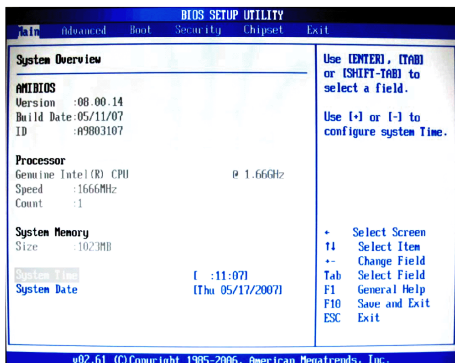 BIOS SETUP UTILITY
Main Advanced Boot Security Chipset Exit
System Overview
AMIBIOS
Version :08.00.14
Build Date:05/11/07
ID :A9803107
Processor
Genuine Intel(R) CPU @ 1.66GHz
Speed :1666MHz
Count :1
System Memory
Size :1023MB
System Time [ :11:07]
System Date [Thu 05/17/2007]
Use [ENTER], [TAB]
or [SHIFT-TAB] to
select a field.
Use [+] or [-] to
configure system Time.
← Select Screen
↑↓ Select Item
+- Change Field
Tab Select Field
F1 General Help
F10 Save and Exit
ESC Exit
v02.61 (C)Copyright 1985-2006, American Megatrends, Inc.